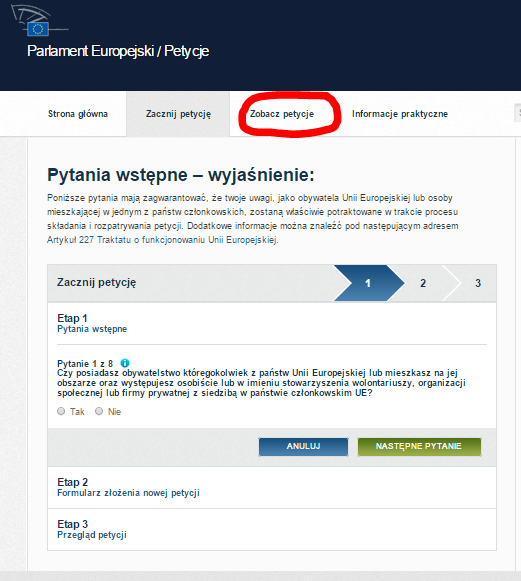 Parlament Europejski / Petycje
Strona główna
Zacznij petycję
Zobacz petycje
Informacje praktyczne
Pytania wstępne – wyjaśnienie:
Poniższe pytania mają zagwarantować, że twoje uwagi, jako obywatela Unii Europejskiej lub osoby
mieszkającej w jednym z państw członkowskich, zostaną właściwie potraktowane w trakcie procesu
składania i rozpatrywania petycji. Dodatkowe informacje można znaleźć pod następującym adresem
Artykuł 227 Traktatu o funkcjonowaniu Unii Europejskiej.
Zacznij petycję
1
2
3
Etap 1
Pytania wstępne
Pytanie 1 z 8 i
Czy posiadasz obywatelstwo któregokolwiek z państw Unii Europejskiej lub mieszkasz na jej
obszarze oraz występujesz osobiście lub w imieniu stowarzyszenia wolontariuszy, organizacji
społecznej lub firmy prywatnej z siedzibą w państwie członkowskim UE?
Tak
Nie
ANULUJ
NASTĘPNE PYTANIE
Etap 2
Formularz złożenia nowej petycji
Etap 3
Przegląd petycji